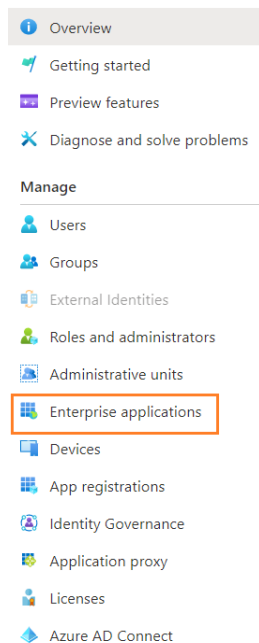 Overview
Getting started
Preview features
Diagnose and solve problems
Manage
Users
Groups
External Identities
Roles and administrators
Administrative units
Enterprise applications
Devices
App registrations
Identity Governance
Application proxy
Licenses
Azure AD Connect